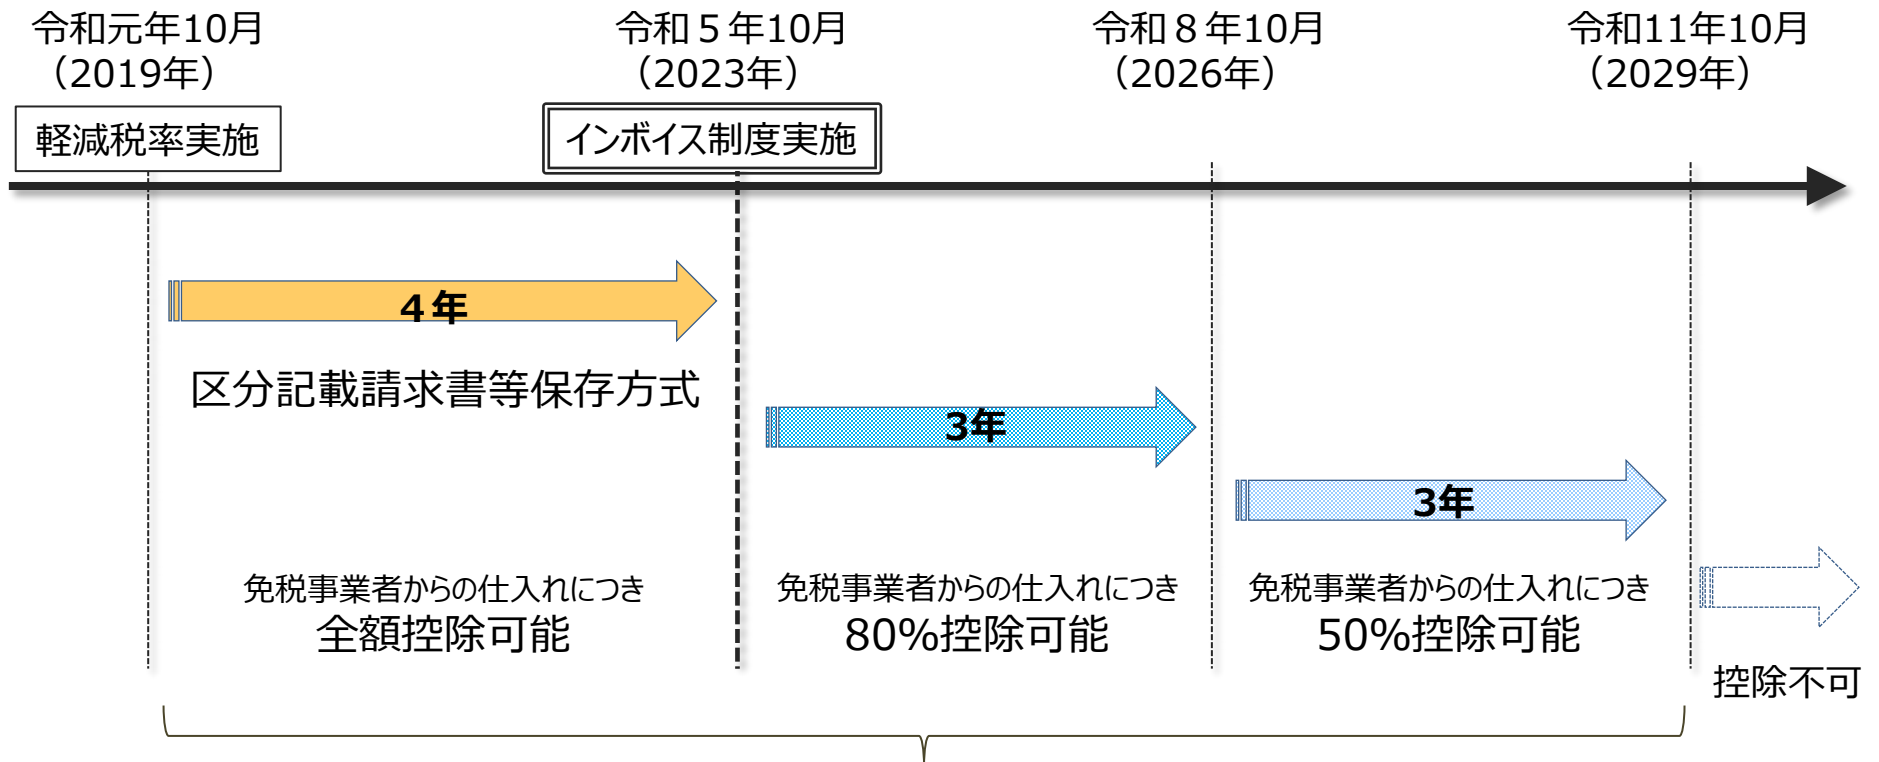 令和元年10月
（2019年）
令和５年10月
（2023年）
令和８年10月
（2026年）
令和11年10月
（2029年）
軽減税率実施
インボイス制度実施
４年
区分記載請求書等保存方式
3年
3年
免税事業者からの仕入れにつき
全額控除可能
免税事業者からの仕入れにつき
80%控除可能
免税事業者からの仕入れにつき
50%控除可能
控除不可